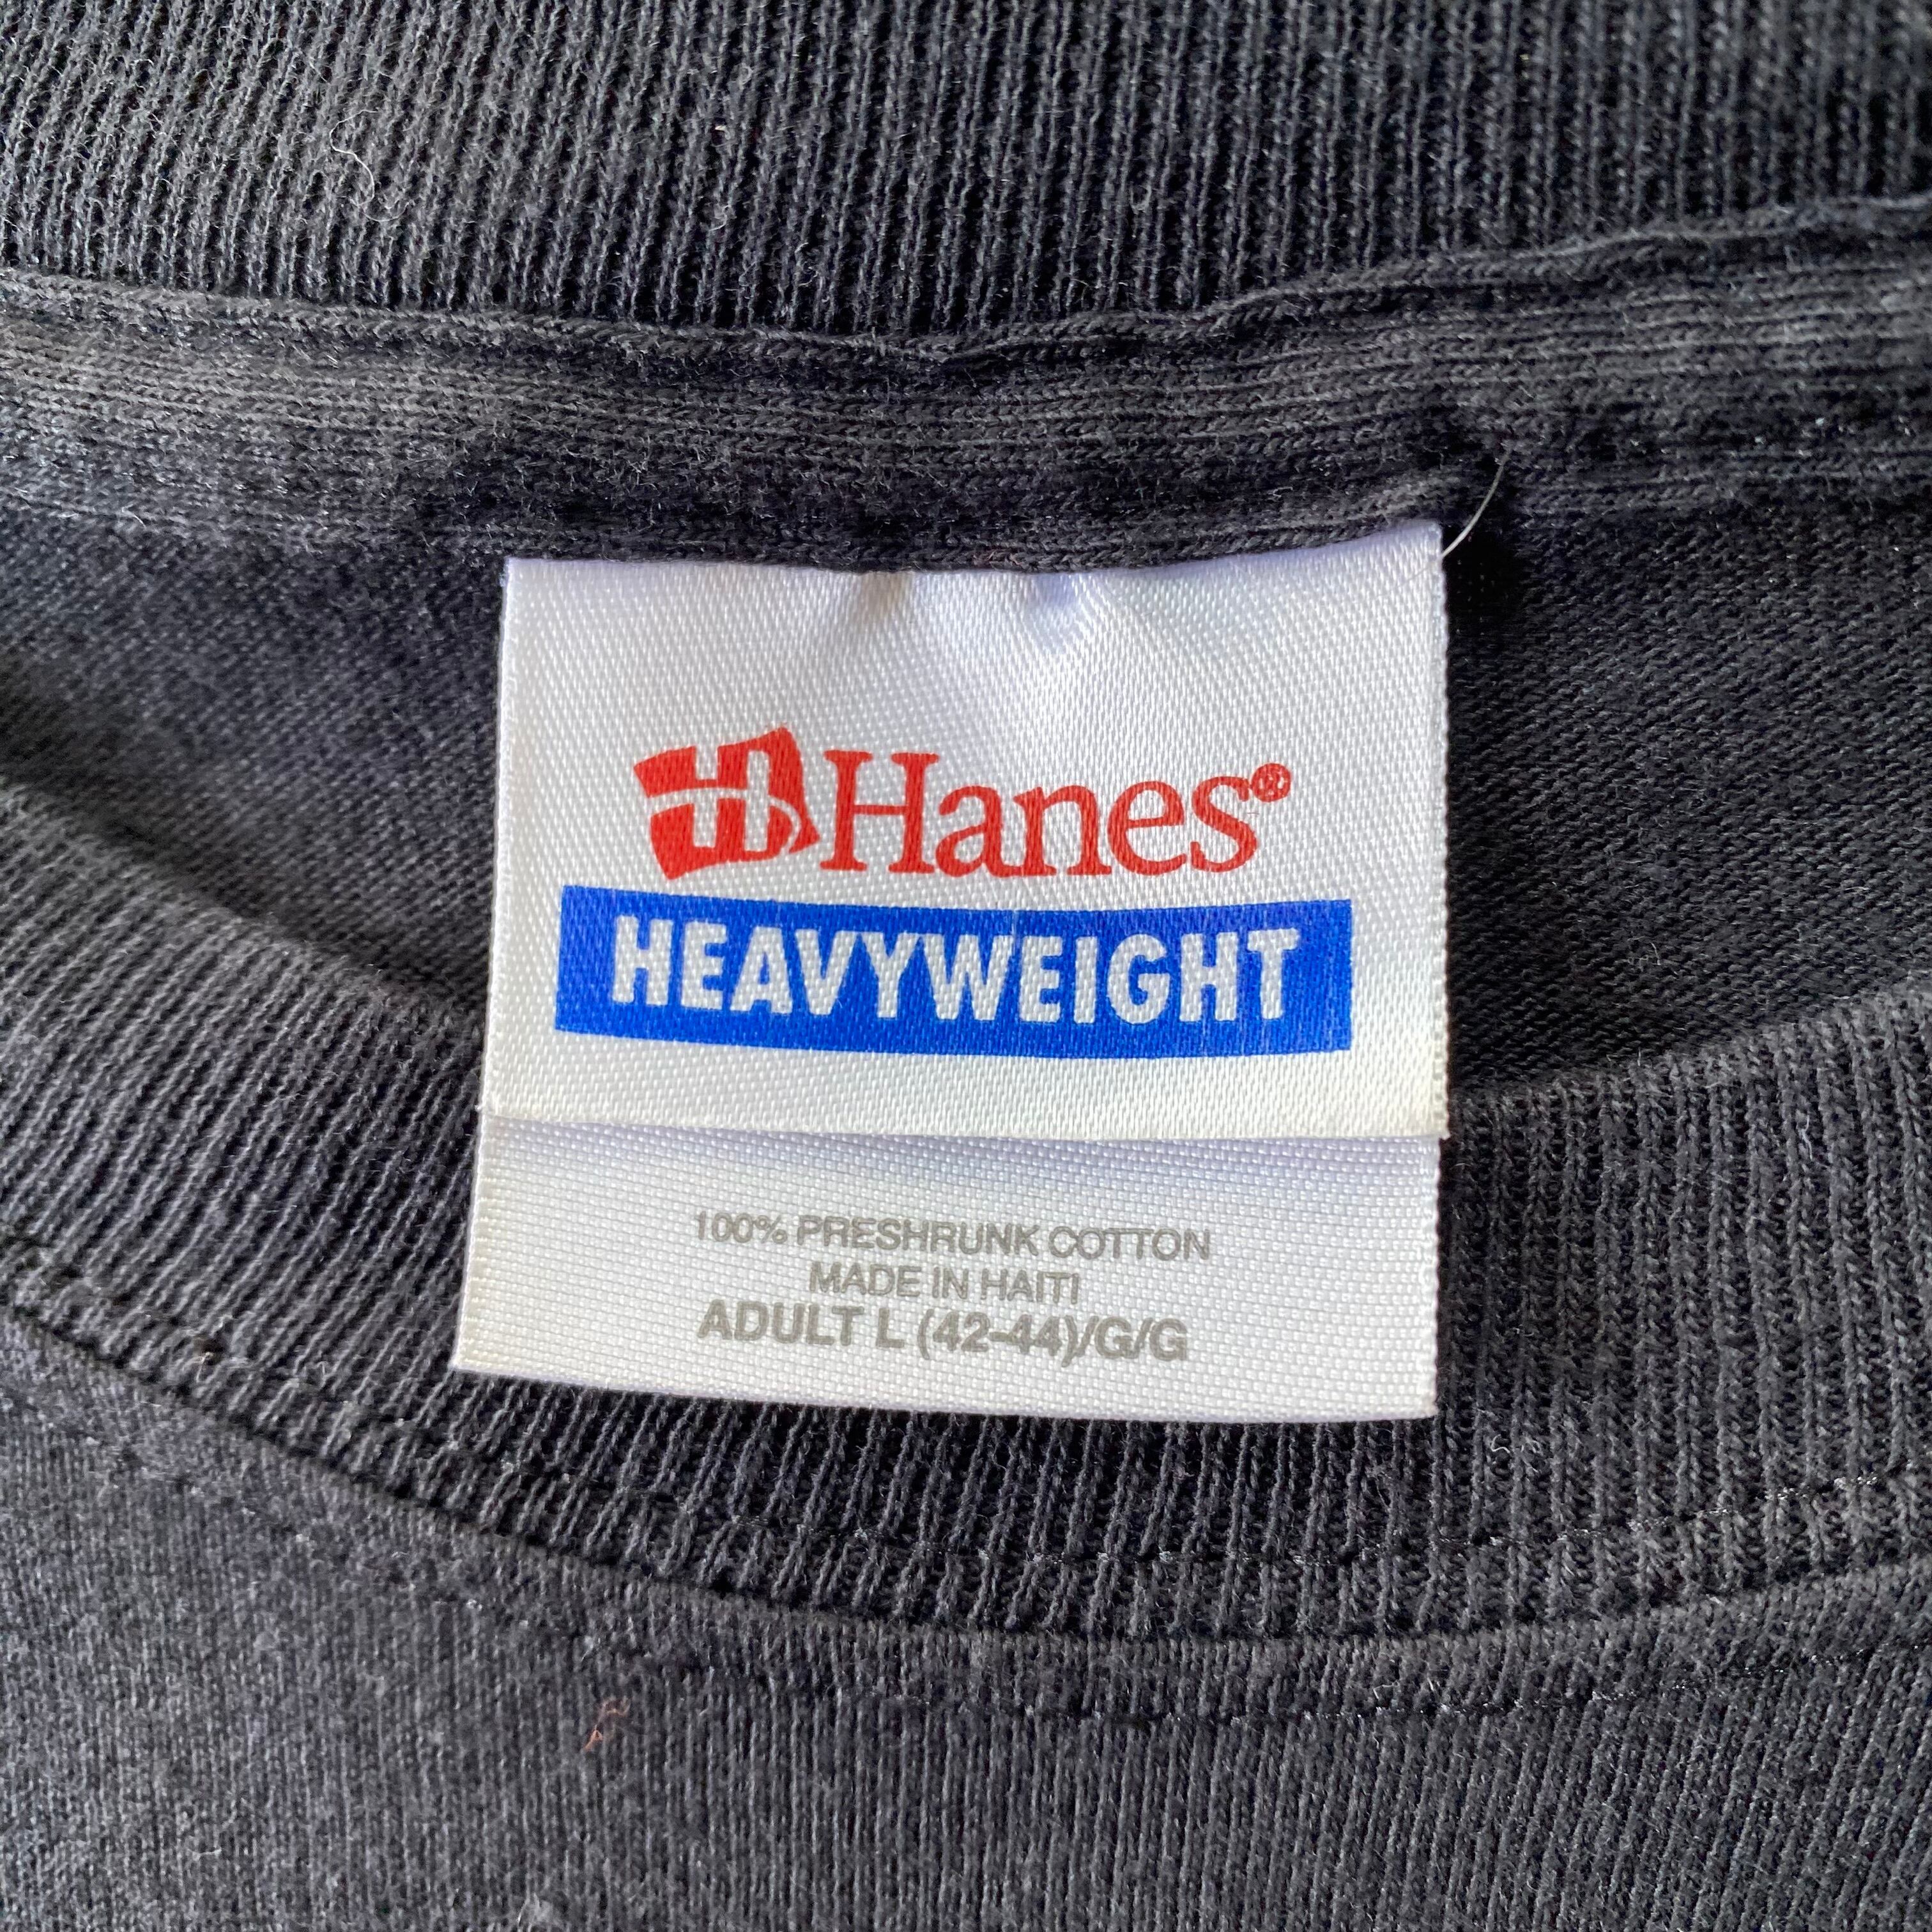 Hanes®
HEAVYWEIGHT
100% PRESHRUNK COTTON
MADE IN HAITI
ADULT L (42-44)/G/G